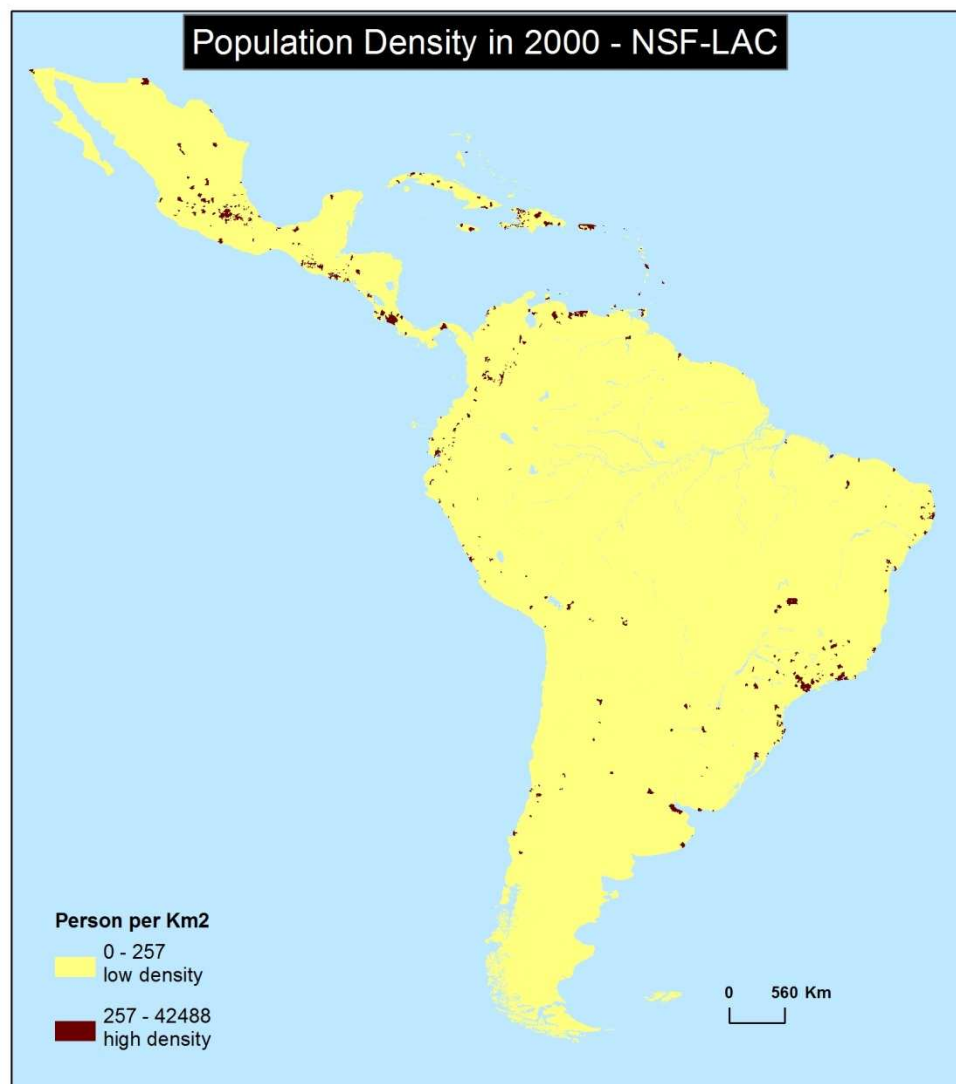 Population Density in 2000 - NSF-LAC
Person per Km2
0 - 257
low density
257 - 42488
high density
0 560 Km